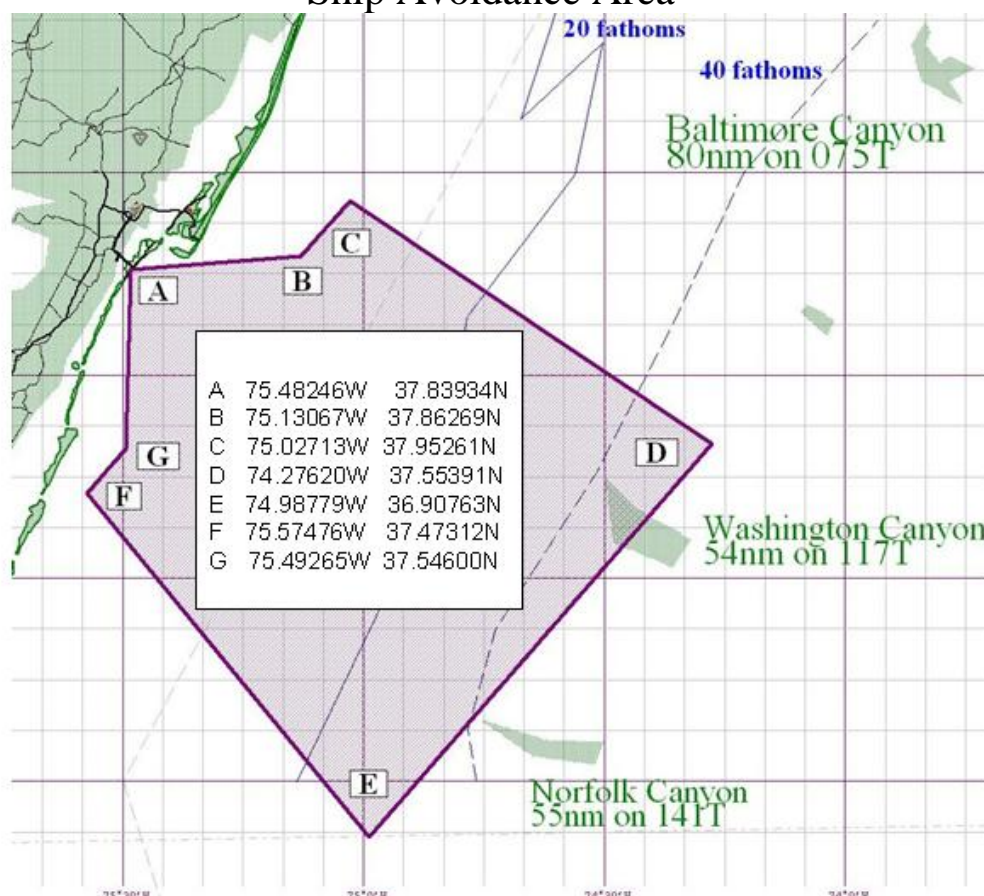 Ship Avoidance Area
20 fathoms
40 fathoms
Baltimore Canyon
80nm on 075T
C
B
A
A 75.48246W 37.83934N
B 75.13067W 37.86269N
C 75.02713W 37.95261N
D 74.27620W 37.55391N
E 74.98779W 36.90763N
F 75.57476W 37.47312N
G 75.49265W 37.54600N
D
G
F
Washington Canyon
54nm on 117T
E
Norfolk Canyon
55nm on 141T